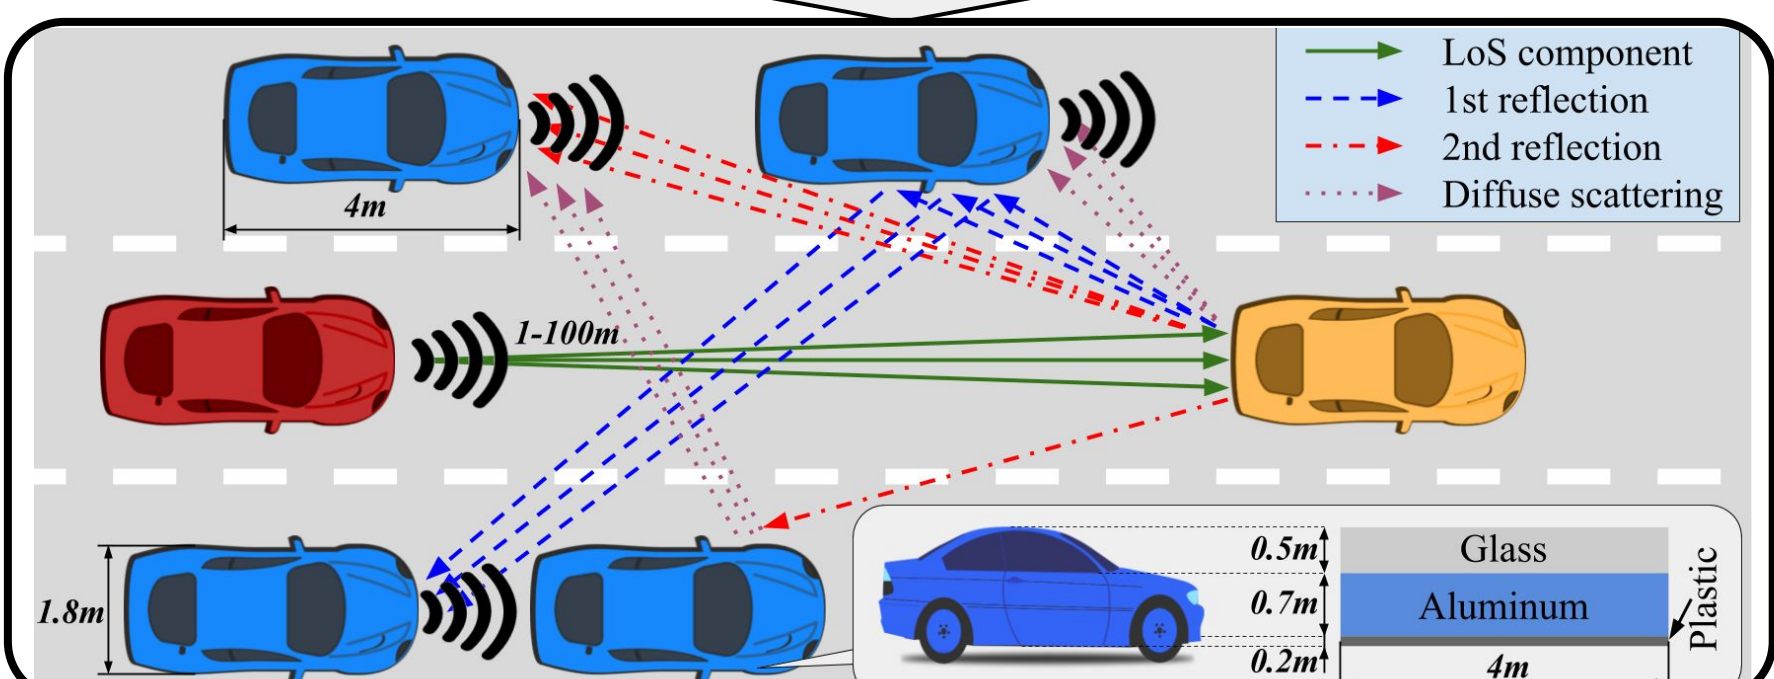 LoS component
1st reflection
2nd reflection
Diffuse scattering
4m
1-100m
1.8m
0.5m
0.7m
0.2m
Glass
Aluminum
Plastic
4m